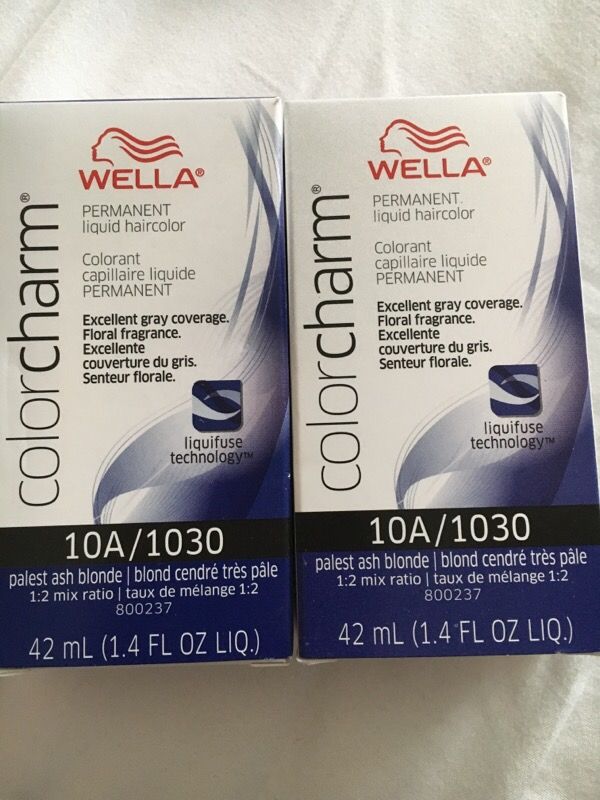 WELLA®
PERMANENT
liquid haircolor
Colorant
capillaire liquide
PERMANENT
Excellent gray coverage.
Floral fragrance.
Excellente
couverture du gris.
Senteur florale.
colorcharm®
liquifuse
technology™
10A/1030
palest ash blonde | blond cendré très pâle
1:2 mix ratio | taux de mélange 1:2
800237
42 mL (1.4 FL OZ LIQ.)
WELLA®
PERMANENT
liquid haircolor
Colorant
capillaire liquide
PERMANENT
Excellent gray coverage.
Floral fragrance.
Excellente
couverture du gris.
Senteur florale.
colorcharm®
liquifuse
technology™
10A/1030
palest ash blonde | blond cendré très pâle
1:2 mix ratio | taux de mélange 1:2
800237
42 mL (1.4 FL OZ LIQ.)